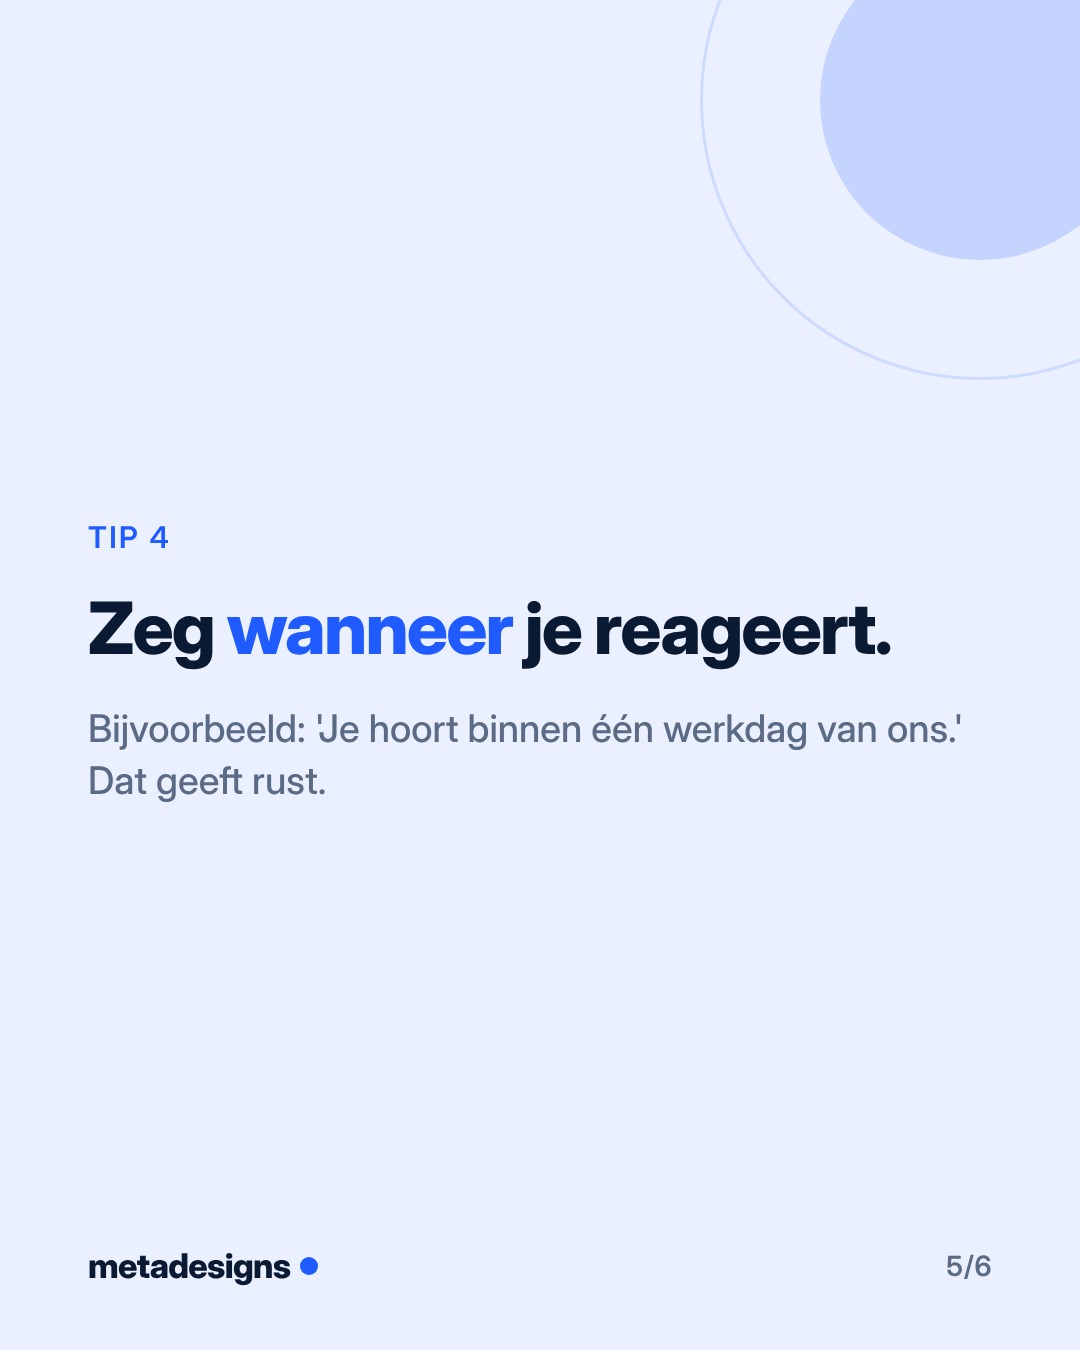 TIP 4
Zeg wanneer je reageert.
Bijvoorbeeld: 'Je hoort binnen één werkdag van ons.'
Dat geeft rust.
metadesigns
5/6